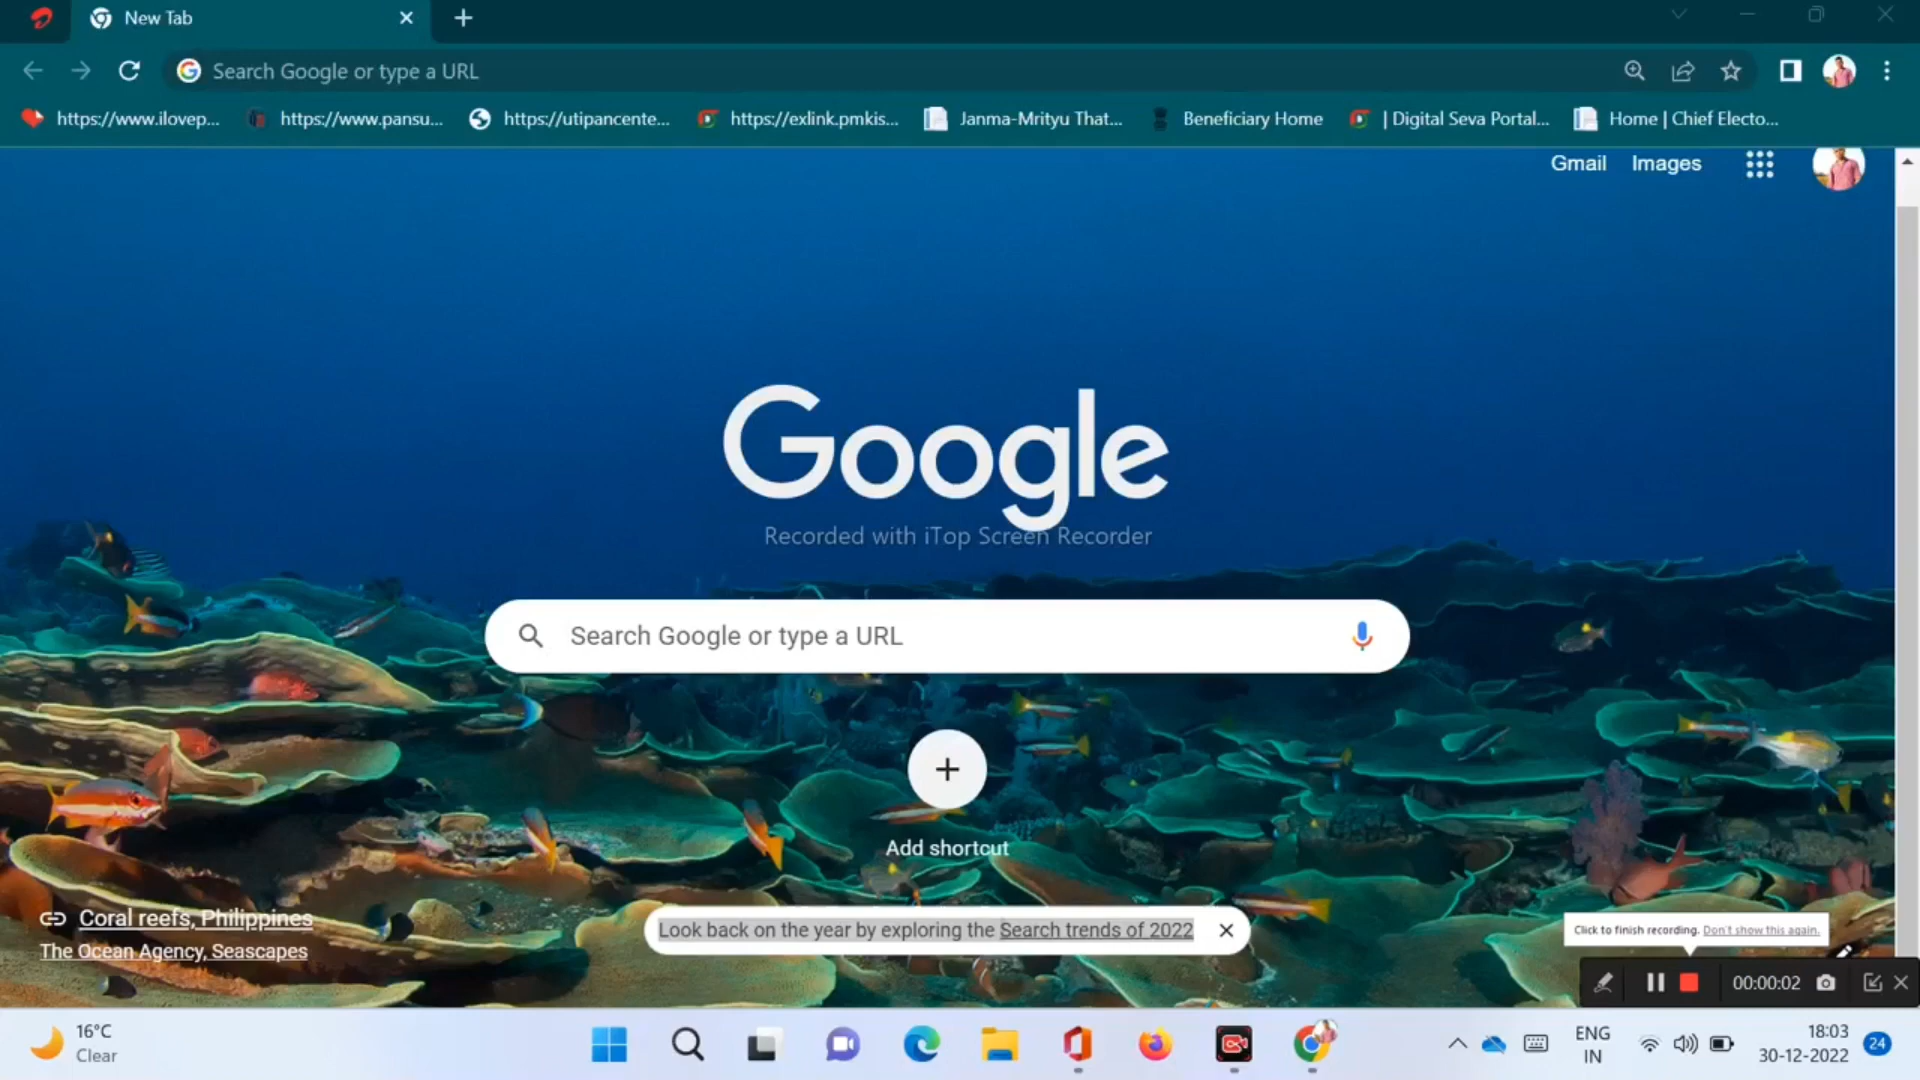 New Tab
Search Google or type a URL
https://www.ilovep...
https://www.pansu...
https://utipancente...
https://exlink.pmkis...
Janma-Mrityu That...
Beneficiary Home
| Digital Seva Portal...
Home | Chief Electo...
Gmail
Images
Google
Recorded with iTop Screen Recorder
Search Google or type a URL
Add shortcut
Coral reefs, Philippines
The Ocean Agency, Seascapes
Look back on the year by exploring the Search trends of 2022
Click to finish recording. Don't show this again.
00:00:02
16°C
Clear
ENG
IN
18:03
30-12-2022
24